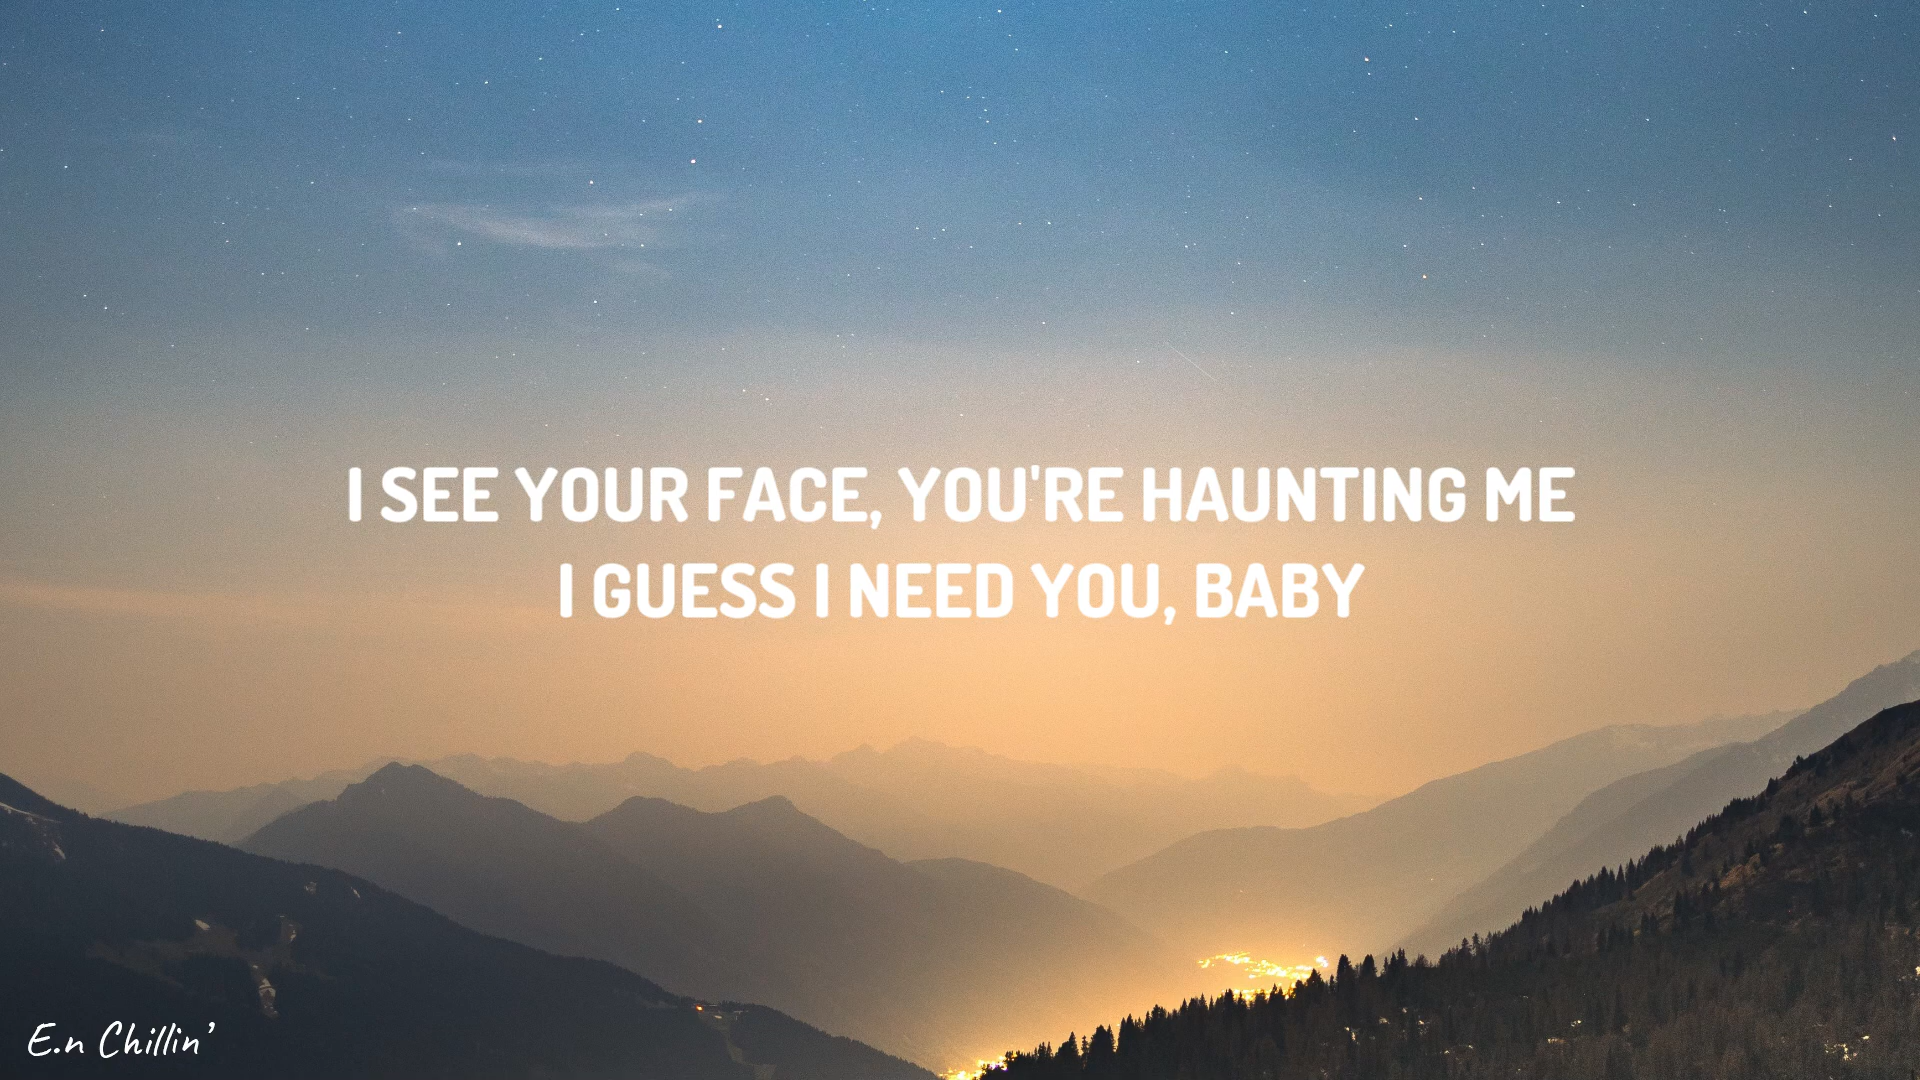 I SEE YOUR FACE, YOU'RE HAUNTING ME
I GUESS I NEED YOU, BABY
E.n Chillin'